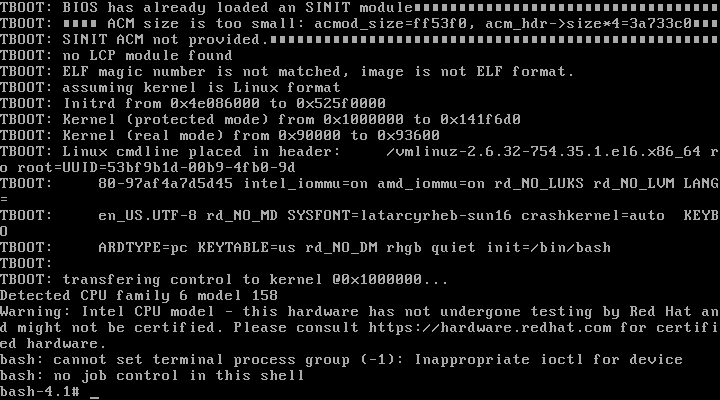 TBOOT: BIOS has already loaded an SINIT module
TBOOT: ■■■■ ACM size is too small: acmod_size=ff53f0, acm_hdr->size*4=3a733c0
TBOOT: SINIT ACM not provided.
TBOOT: no LCP module found
TBOOT: ELF magic number is not matched, image is not ELF format.
TBOOT: assuming kernel is Linux format
TBOOT: Initrd from 0x4e086000 to 0x525f0000
TBOOT: Kernel (protected mode) from 0x1000000 to 0x141f6d0
TBOOT: Kernel (real mode) from 0x90000 to 0x93600
TBOOT: Linux cmdline placed in header:     /vmlinuz-2.6.32-754.35.1.el6.x86_64 r
o root=UUID=53bf9b1d-00b9-4fb0-9d
TBOOT:     80-97af4a7d5d45 intel_iommu=on amd_iommu=on rd_NO_LUKS rd_NO_LVM LANG
=
TBOOT:     en_US.UTF-8 rd_NO_MD SYSFONT=latarcyrheb-sun16 crashkernel=auto  KEYB
O
TBOOT:     ARDTYPE=pc KEYTABLE=us rd_NO_DM rhgb quiet init=/bin/bash
TBOOT:
TBOOT: transfering control to kernel @0x1000000...
Detected CPU family 6 model 158
Warning: Intel CPU model - this hardware has not undergone testing by Red Hat an
d might not be certified. Please consult https://hardware.redhat.com for certifi
ed hardware.
bash: cannot set terminal process group (-1): Inappropriate ioctl for device
bash: no job control in this shell
bash-4.1# _